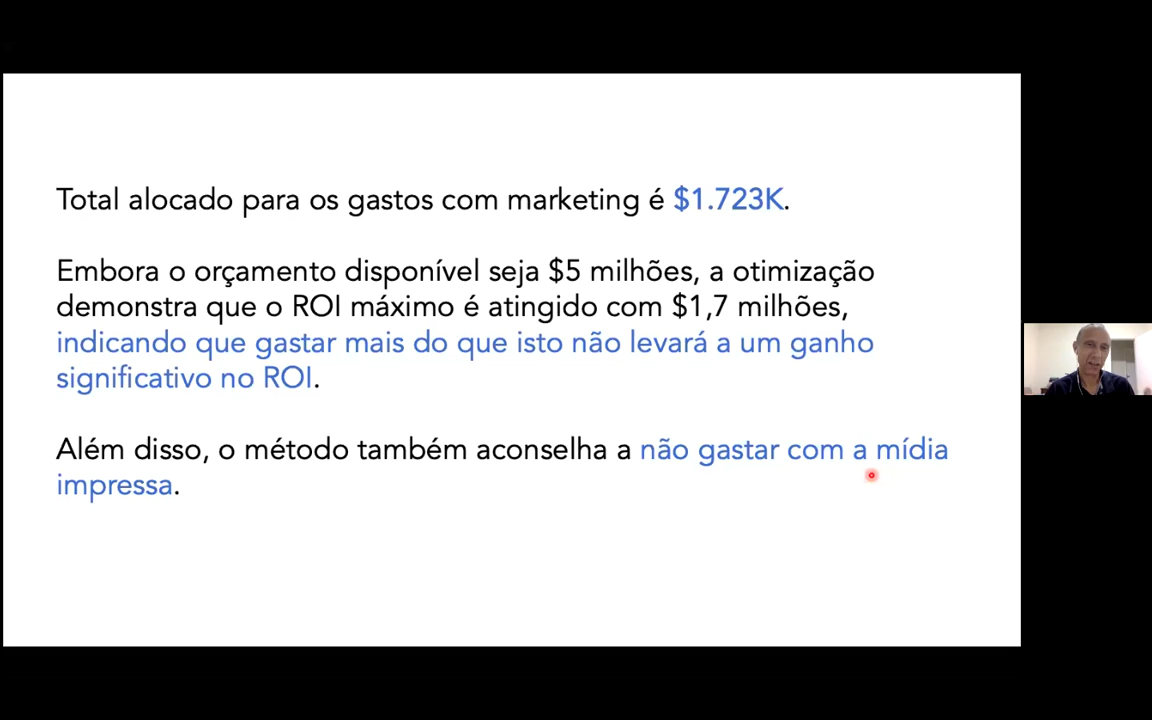 Total alocado para os gastos com marketing é $1.723K.
Embora o orçamento disponível seja $5 milhões, a otimização
demonstra que o ROI máximo é atingido com $1,7 milhões,
indicando que gastar mais do que isto não levará a um ganho
significativo no ROI.
Além disso, o método também aconselha a não gastar com a mídia
impressa.